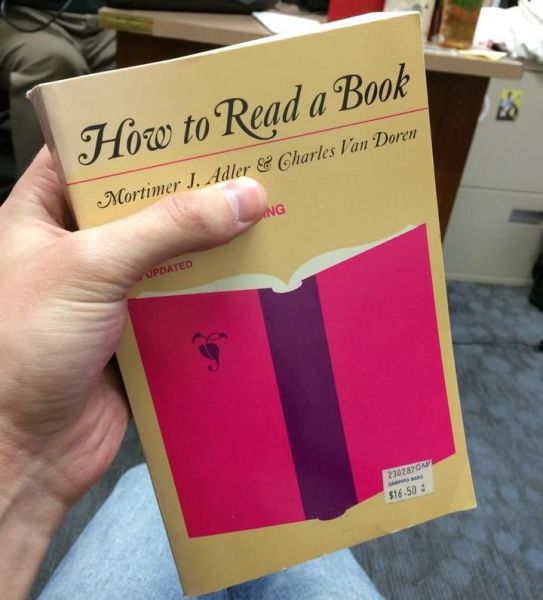 How to Read a Book
Mortimer J. Adler & Charles Van Doren
ING
UPDATED
230287
$16.50